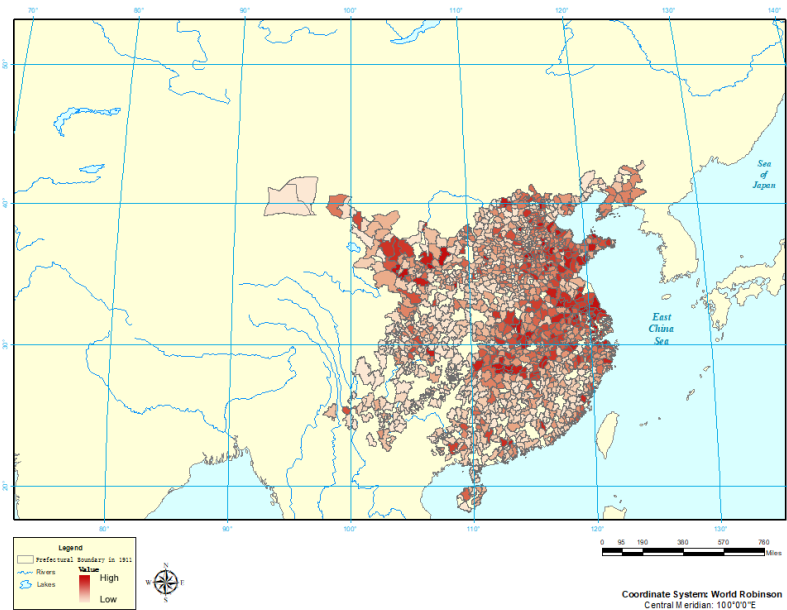 70° 80° 90° 100° 110° 120° 130° 140°
50°
40°
30°
20°
Sea
of
Japan
East
China
Sea
80° 90° 100° 110° 120° 130°
Legend
Prefectural Boundary in 1911
Rivers
Lakes
Value
High
Low
N
W E
S
0 95 190 380 570 760
Miles
Coordinate System: World Robinson
Central Meridian: 100°0'0"E